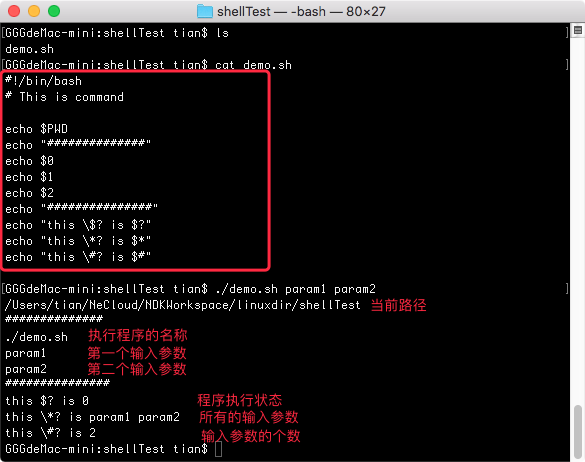 shellTest — -bash — 80×27
[GGGdeMac-mini:shellTest tian$ ls ]
demo.sh
[GGGdeMac-mini:shellTest tian$ cat demo.sh ]
#!/bin/bash
# This is command
echo $PWD
echo "##############"
echo $0
echo $1
echo $2
echo "###############"
echo "this \$? is $?"
echo "this \*? is $*"
echo "this \#? is $#"
[GGGdeMac-mini:shellTest tian$ ./demo.sh param1 param2 ]
/Users/tian/NeCloud/NDKWorkspace/linuxdir/shellTest 当前路径
##############
./demo.sh 执行程序的名称
param1 第一个输入参数
param2 第二个输入参数
###############
this $? is 0 程序执行状态
this \*? is param1 param2 所有的输入参数
this \#? is 2 输入参数的个数
GGGdeMac-mini:shellTest tian$